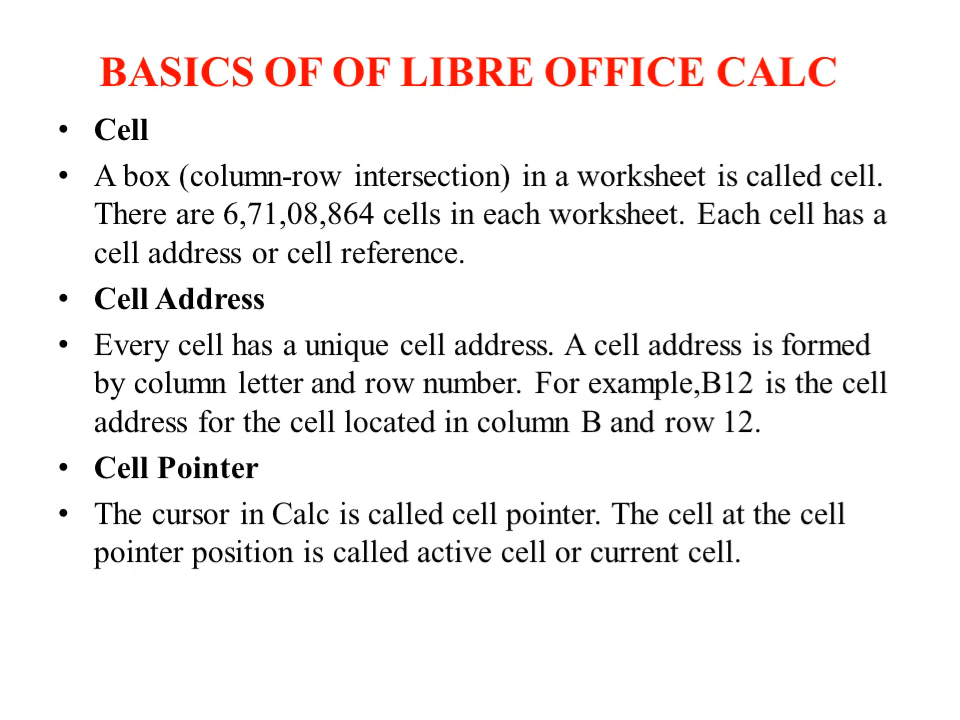 BASICS OF OF LIBRE OFFICE CALC
• Cell
• A box (column-row intersection) in a worksheet is called cell.
There are 6,71,08,864 cells in each worksheet. Each cell has a
cell address or cell reference.
• Cell Address
• Every cell has a unique cell address. A cell address is formed
by column letter and row number. For example,B12 is the cell
address for the cell located in column B and row 12.
• Cell Pointer
• The cursor in Calc is called cell pointer. The cell at the cell
pointer position is called active cell or current cell.